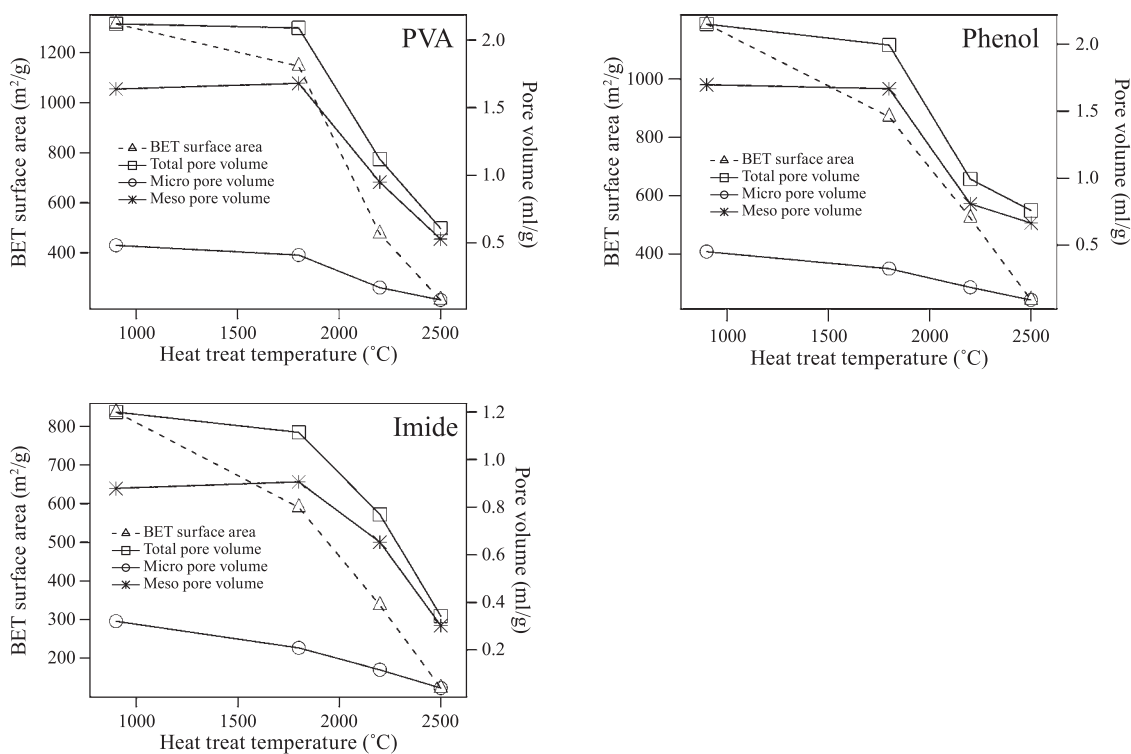 PVA
BET surface area (m²/g)
1200
1000
800
600
400
2.0
1.5
1.0
0.5
Pore volume (ml/g)
BET surface area
Total pore volume
Micro pore volume
Meso pore volume
1000 1500 2000 2500
Heat treat temperature (˚C)
Phenol
BET surface area (m²/g)
1000
800
600
400
2.0
1.5
1.0
0.5
Pore volume (ml/g)
BET surface area
Total pore volume
Micro pore volume
Meso pore volume
1000 1500 2000 2500
Heat treat temperature (˚C)
Imide
BET surface area (m²/g)
800
700
600
500
400
300
200
1.2
1.0
0.8
0.6
0.4
0.2
Pore volume (ml/g)
BET surface area
Total pore volume
Micro pore volume
Meso pore volume
1000 1500 2000 2500
Heat treat temperature (˚C)